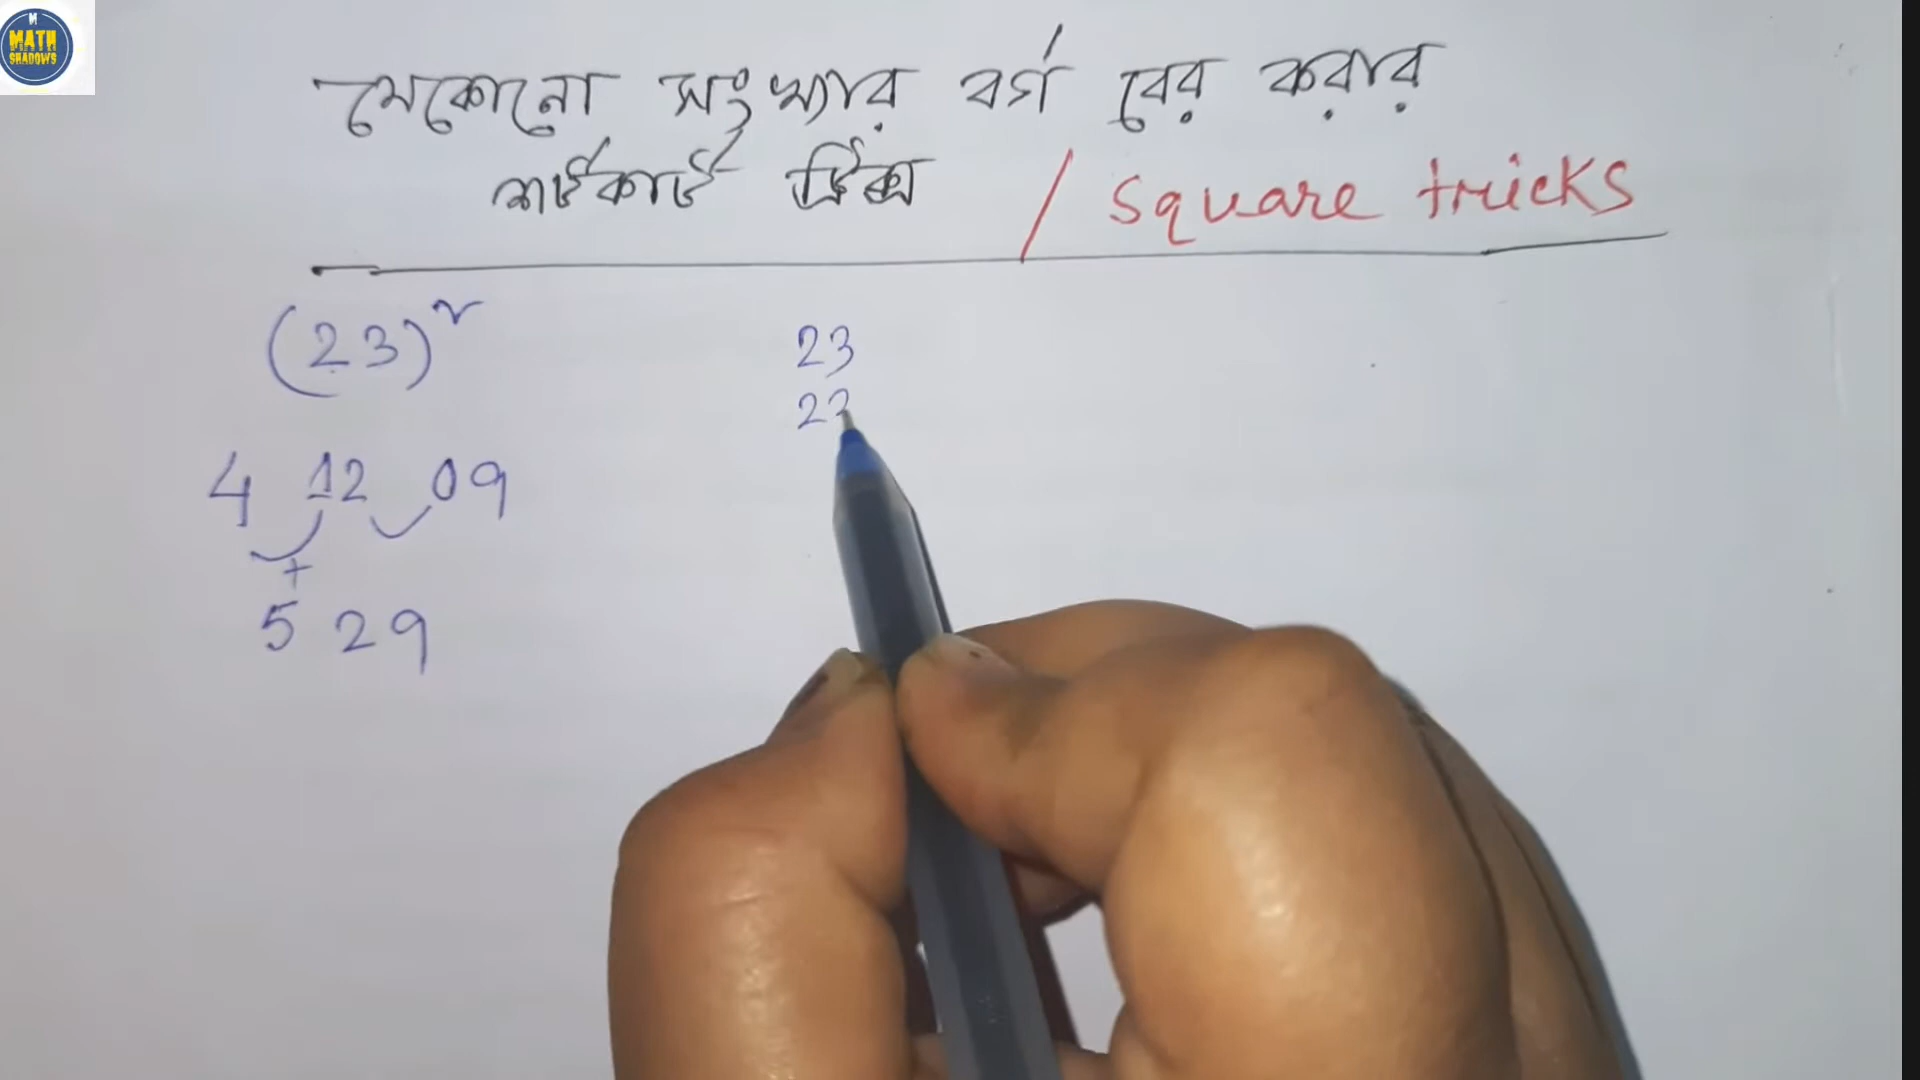 M
MATH
SHADOWS
যেকোনো সংখ্যার বর্গ বের করার
শর্টকার্ট ট্রিক্স / Square tricks
(23)²
4 12 09
+
5 29
23
23